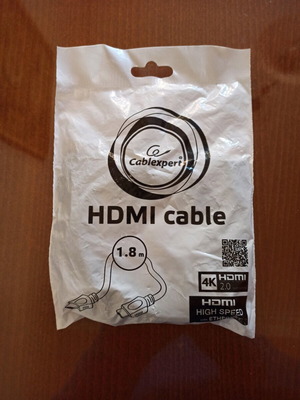 Cablexpert®
HDMI cable
1.8 m
4K HDMI
2.0
HDMI
HIGH SPEED